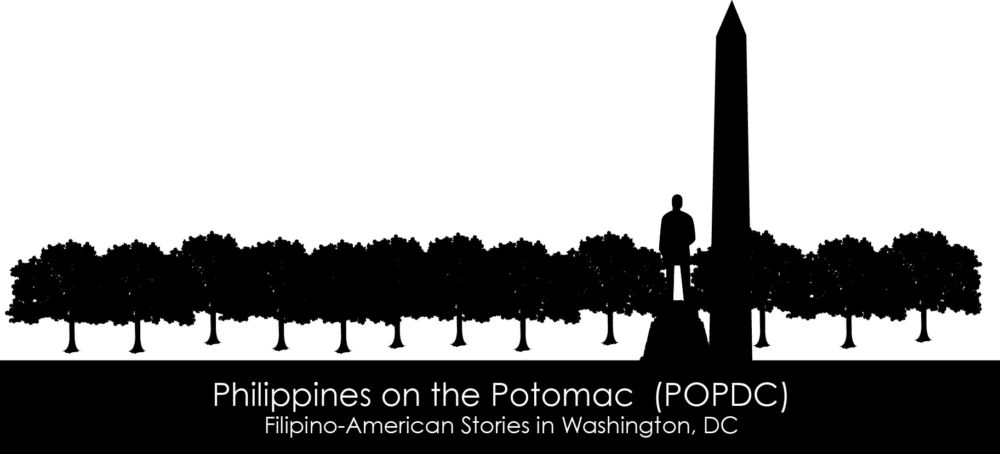 Philippines on the Potomac (POPDC)
Filipino-American Stories in Washington, DC